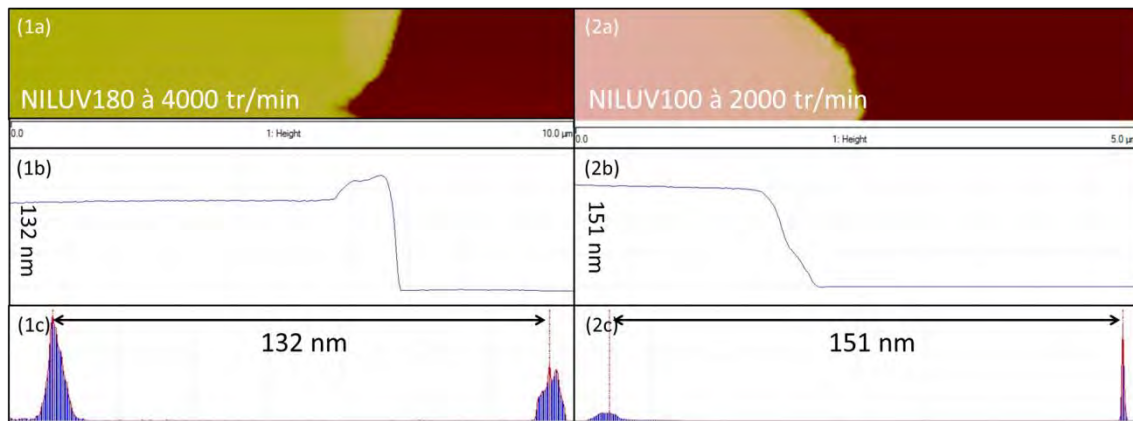 (1a)
NILUV180 à 4000 tr/min
0.0 1: Height 10.0 µm
(1b)
132 nm
(1c)
132 nm
(2a)
NILUV100 à 2000 tr/min
0.0 1: Height 5.0 µm
(2b)
151 nm
(2c)
151 nm